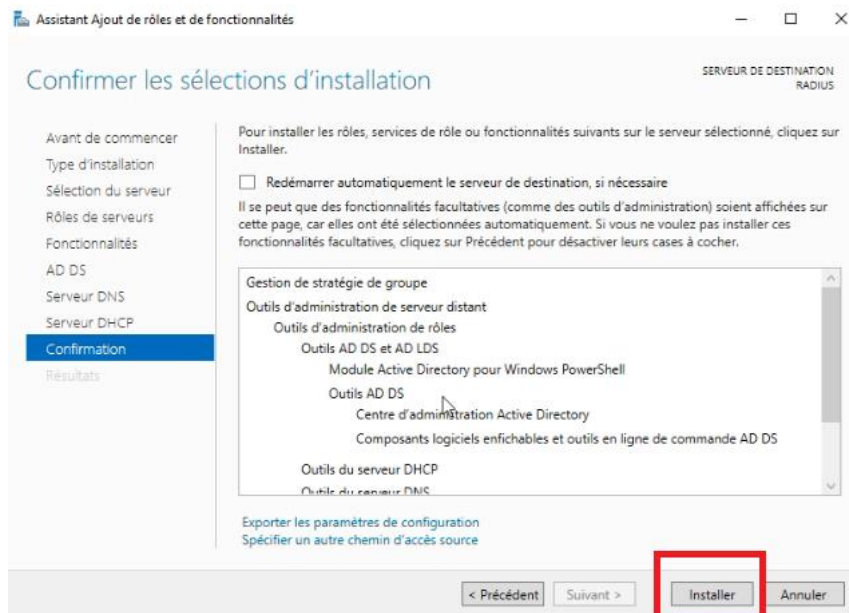 Assistant Ajout de rôles et de fonctionnalités
Confirmer les sélections d'installation
SERVEUR DE DESTINATION
RADIUS
Avant de commencer
Type d'installation
Sélection du serveur
Rôles de serveurs
Fonctionnalités
AD DS
Serveur DNS
Serveur DHCP
Confirmation
Résultats
Pour installer les rôles, services de rôle ou fonctionnalités suivants sur le serveur sélectionné, cliquez sur
Installer.
Redémarrer automatiquement le serveur de destination, si nécessaire
Il se peut que des fonctionnalités facultatives (comme des outils d'administration) soient affichées sur
cette page, car elles ont été sélectionnées automatiquement. Si vous ne voulez pas installer ces
fonctionnalités facultatives, cliquez sur Précédent pour désactiver leurs cases à cocher.
Gestion de stratégie de groupe
Outils d'administration de serveur distant
Outils d'administration de rôles
Outils AD DS et AD LDS
Module Active Directory pour Windows PowerShell
Outils AD DS
Centre d'administration Active Directory
Composants logiciels enfichables et outils en ligne de commande AD DS
Outils du serveur DHCP
Outils du serveur DNS
Exporter les paramètres de configuration
Spécifier un autre chemin d'accès source
< Précédent Suivant > Installer Annuler